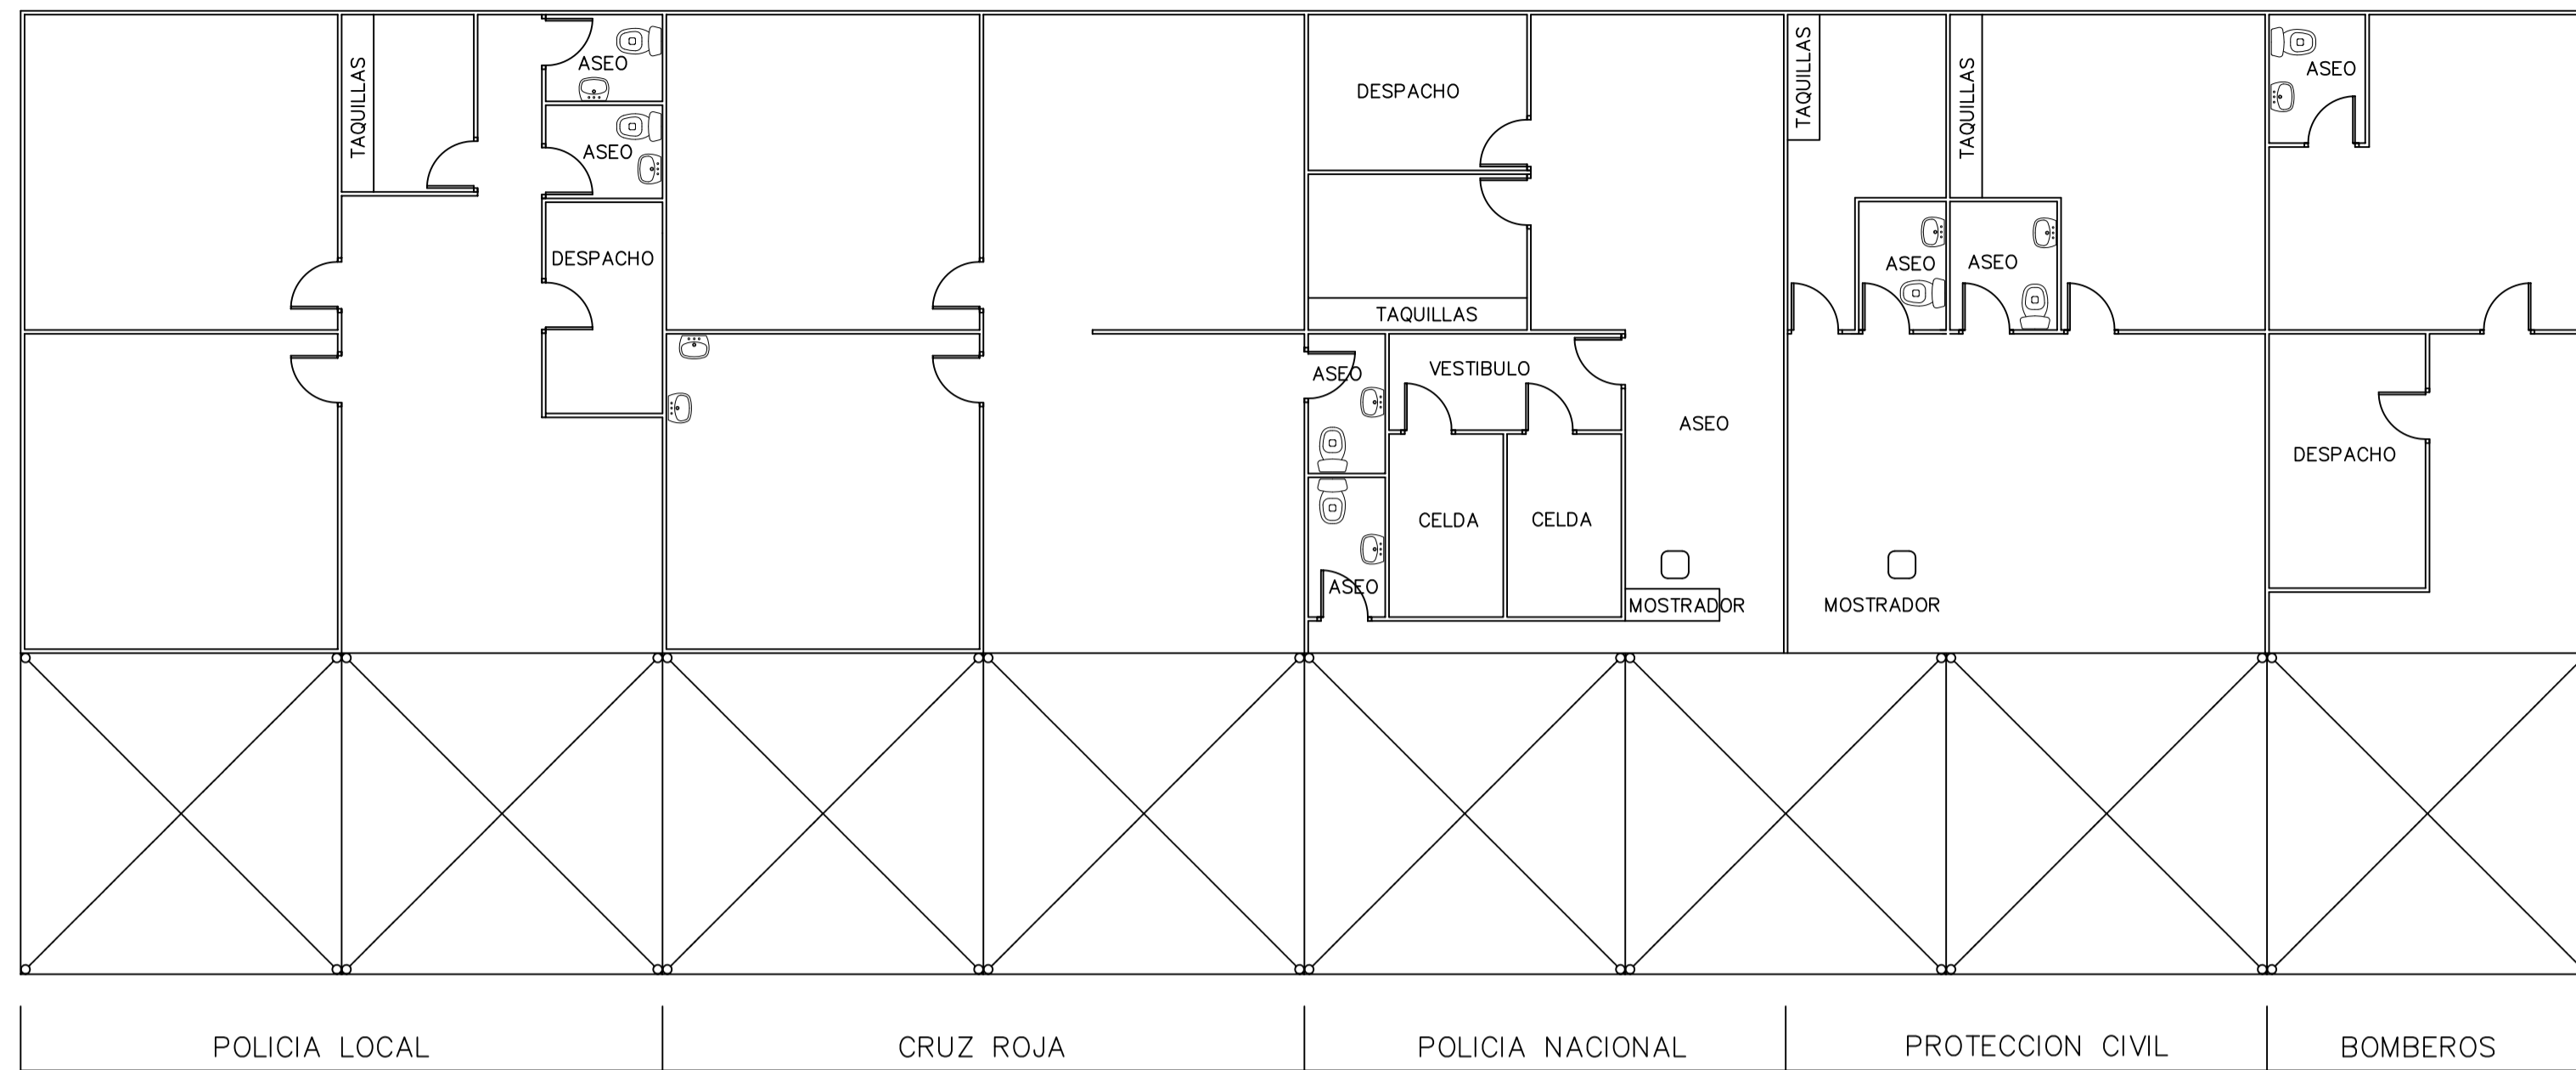 TAQUILLAS
ASEO
ASEO
DESPACHO
DESPACHO
TAQUILLAS
ASEO
VESTIBULO
CELDA
CELDA
ASEO
ASEO
MOSTRADOR
TAQUILLAS
TAQUILLAS
ASEO
ASEO
MOSTRADOR
ASEO
DESPACHO
POLICIA LOCAL
CRUZ ROJA
POLICIA NACIONAL
PROTECCION CIVIL
BOMBEROS